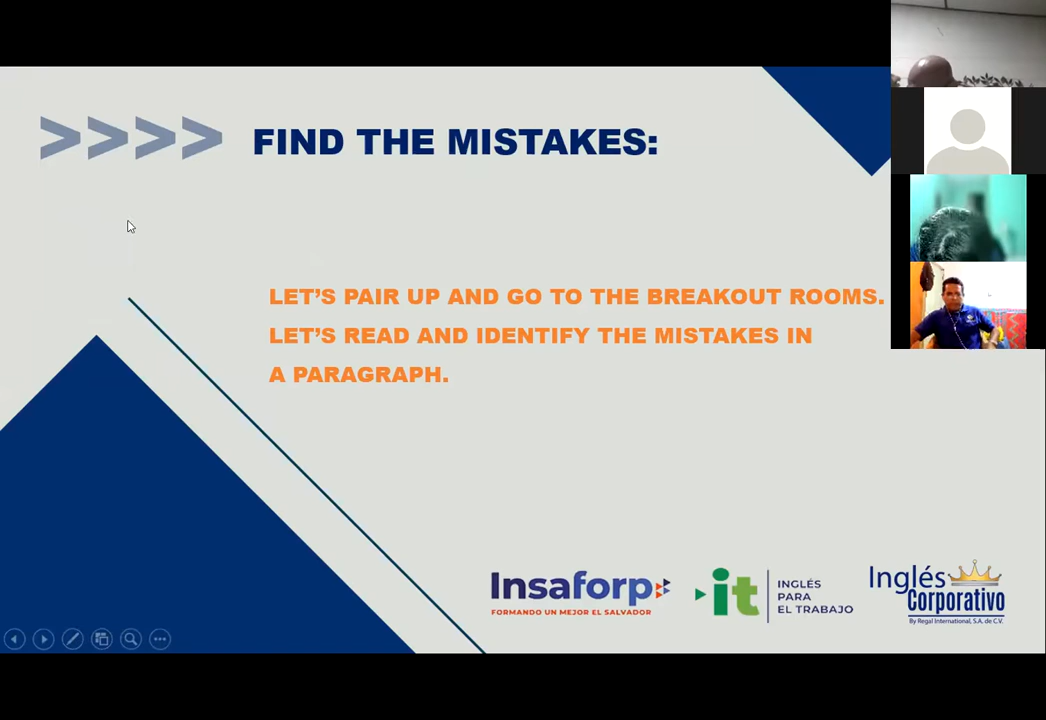 >>>> FIND THE MISTAKES:
LET'S PAIR UP AND GO TO THE BREAKOUT ROOMS.
LET'S READ AND IDENTIFY THE MISTAKES IN
A PARAGRAPH.
Insaforp
FORMANDO UN MEJOR EL SALVADOR
it
INGLÉS
PARA
EL TRABAJO
Inglés
Corporativo
By Regal International, S.A. de C.V.